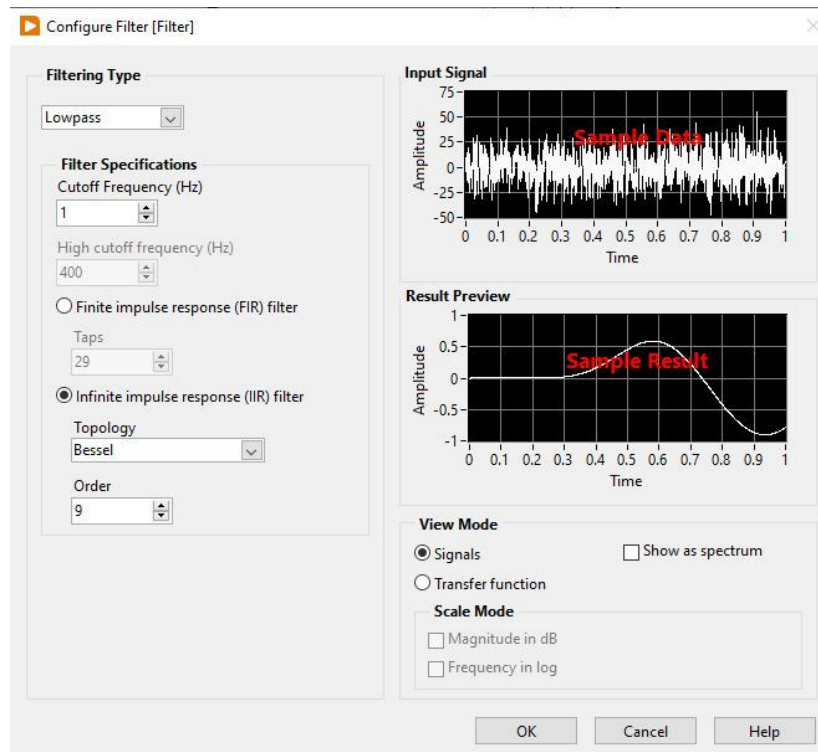 Configure Filter [Filter]
Filtering Type
Lowpass
Filter Specifications
Cutoff Frequency (Hz)
1
High cutoff frequency (Hz)
400
Finite impulse response (FIR) filter
Taps
29
Infinite impulse response (IIR) filter
Topology
Bessel
Order
9
Input Signal
75
50
25
0
-25
-50
Amplitude
Sample Data
0 0.1 0.2 0.3 0.4 0.5 0.6 0.7 0.8 0.9 1
Time
Result Preview
1
0.5
0
-0.5
-1
Amplitude
Sample Result
0 0.1 0.2 0.3 0.4 0.5 0.6 0.7 0.8 0.9 1
Time
View Mode
Signals
Show as spectrum
Transfer function
Scale Mode
Magnitude in dB
Frequency in log
OK Cancel Help